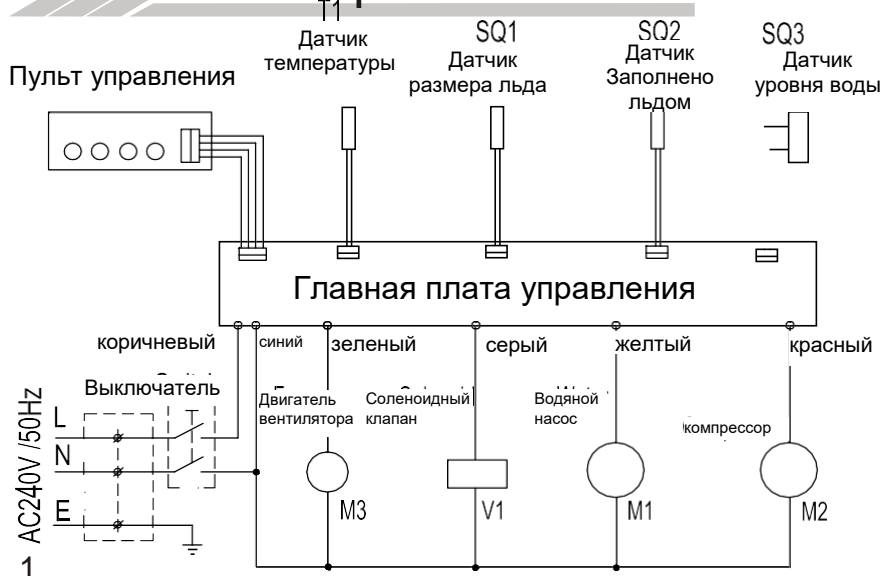 T1
Датчик
температуры
SQ1
Датчик
размера льда
SQ2
Датчик
Заполнено
льдом
SQ3
Датчик
уровня воды
Пульт управления
Главная плата управления
коричневый
синий
зеленый
серый
желтый
красный
Выключатель
Двигатель
вентилятора
Соленоидный
клапан
Водяной
насос
компрессор
AC240V /50Hz
L
N
E
M3
V1
M1
M2
1